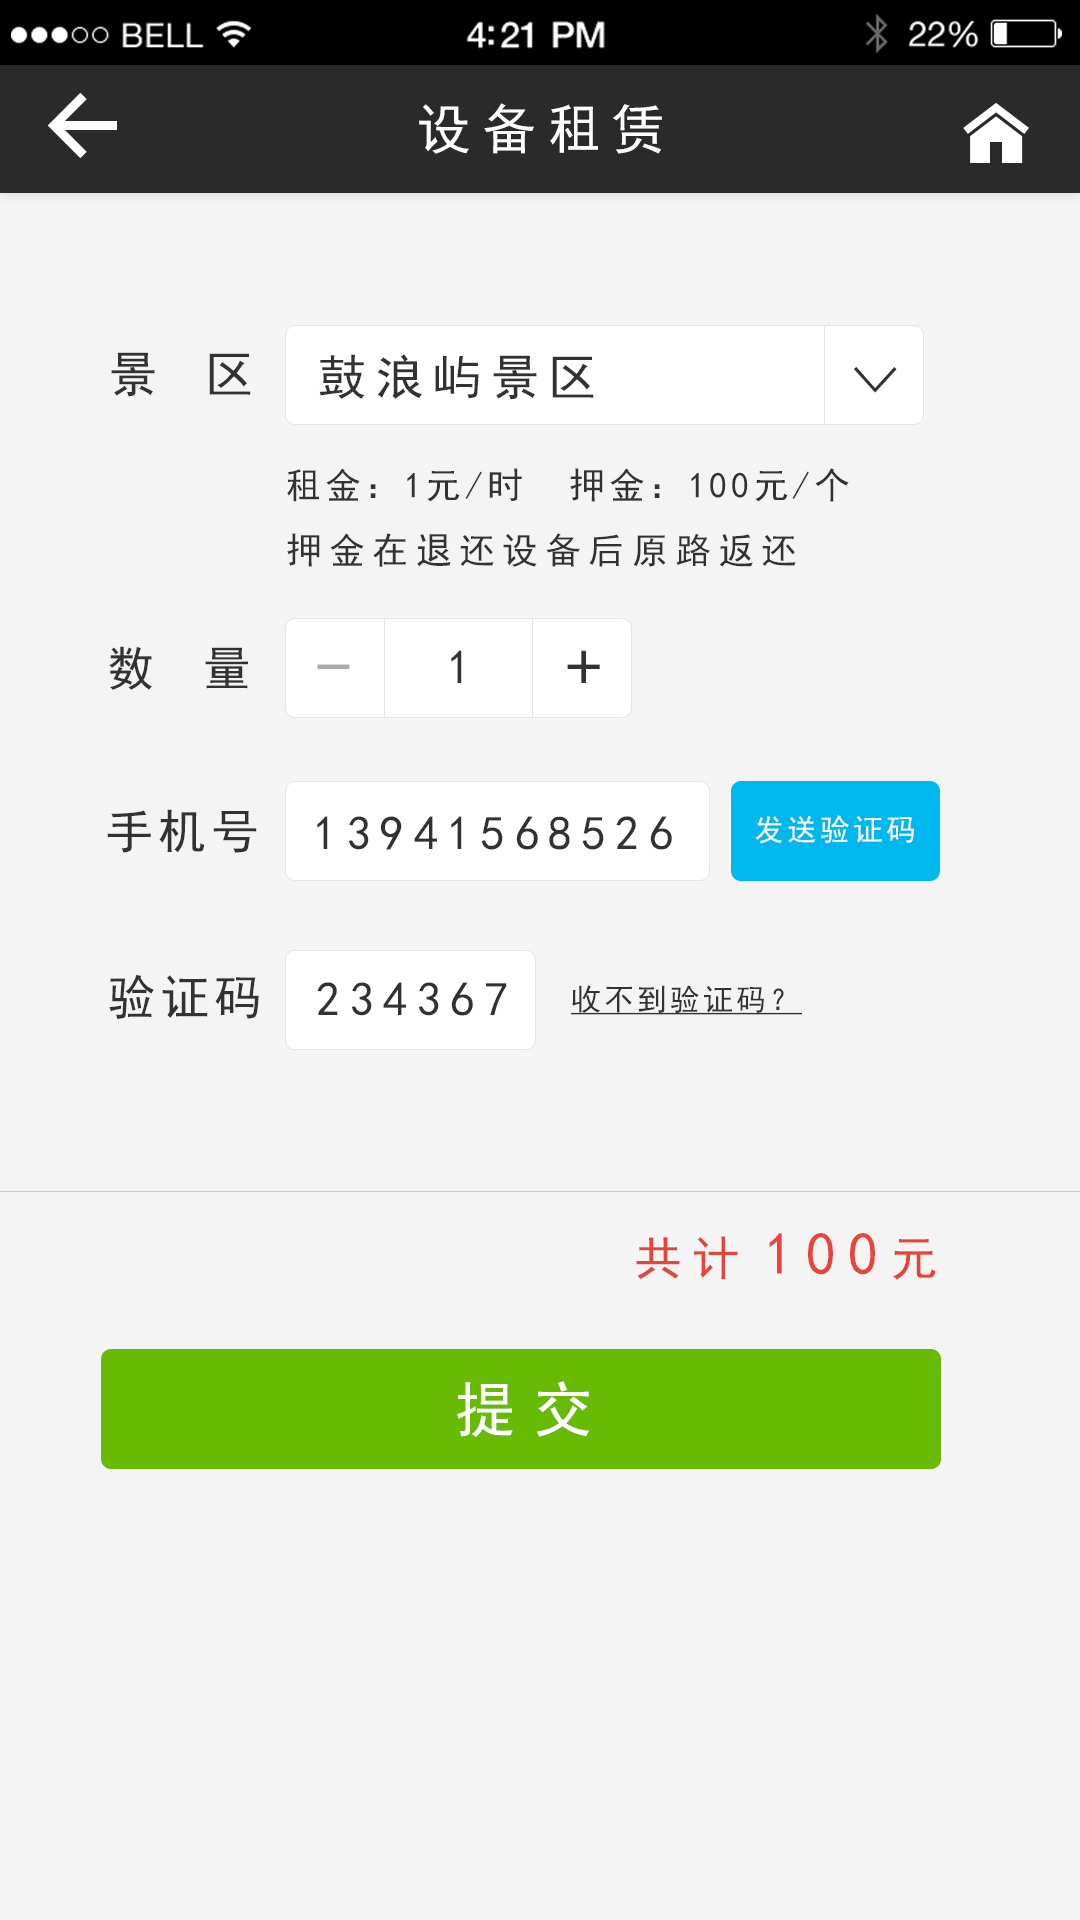 BELL 4:21 PM 22%
设备租赁
景 区 鼓浪屿景区
租金：1元/时 押金：100元/个
押金在退还设备后原路返还
数 量 − 1 +
手机号 13941568526 发送验证码
验证码 234367 收不到验证码？
共计 100元
提交